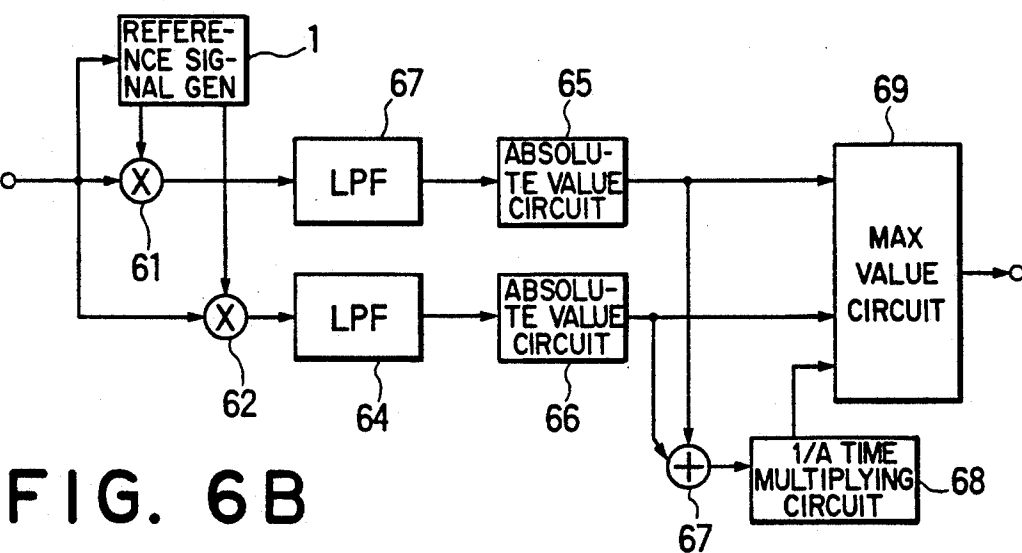 REFERE-
NCE SIG-
NAL GEN
1
67
65
69
X
61
LPF
ABSOLU-
TE VALUE
CIRCUIT
MAX
VALUE
CIRCUIT
X
62
LPF
64
ABSOLU-
TE VALUE
CIRCUIT
66
+
67
1/A TIME
MULTIPLYING
CIRCUIT
68
FIG. 6B